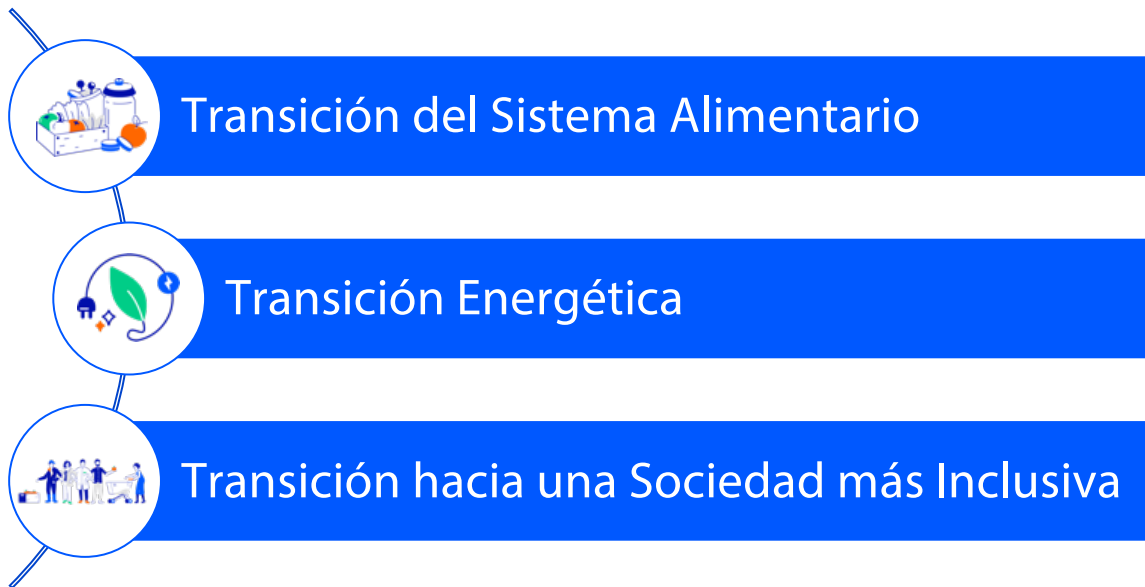 Transición del Sistema Alimentario
Transición Energética
Transición hacia una Sociedad más Inclusiva